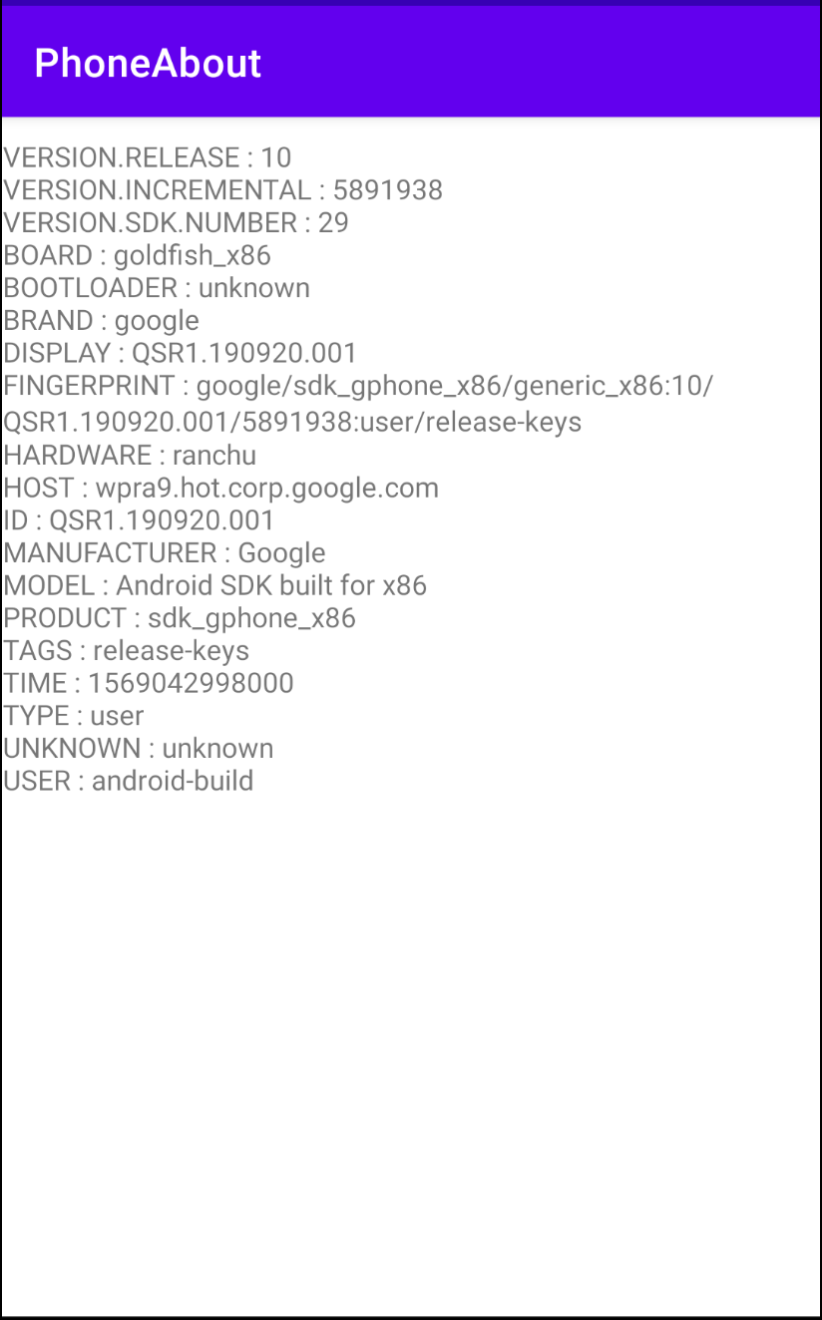 PhoneAbout
VERSION.RELEASE : 10
VERSION.INCREMENTAL : 5891938
VERSION.SDK.NUMBER : 29
BOARD : goldfish_x86
BOOTLOADER : unknown
BRAND : google
DISPLAY : QSR1.190920.001
FINGERPRINT : google/sdk_gphone_x86/generic_x86:10/
QSR1.190920.001/5891938:user/release-keys
HARDWARE : ranchu
HOST : wpra9.hot.corp.google.com
ID : QSR1.190920.001
MANUFACTURER : Google
MODEL : Android SDK built for x86
PRODUCT : sdk_gphone_x86
TAGS : release-keys
TIME : 1569042998000
TYPE : user
UNKNOWN : unknown
USER : android-build